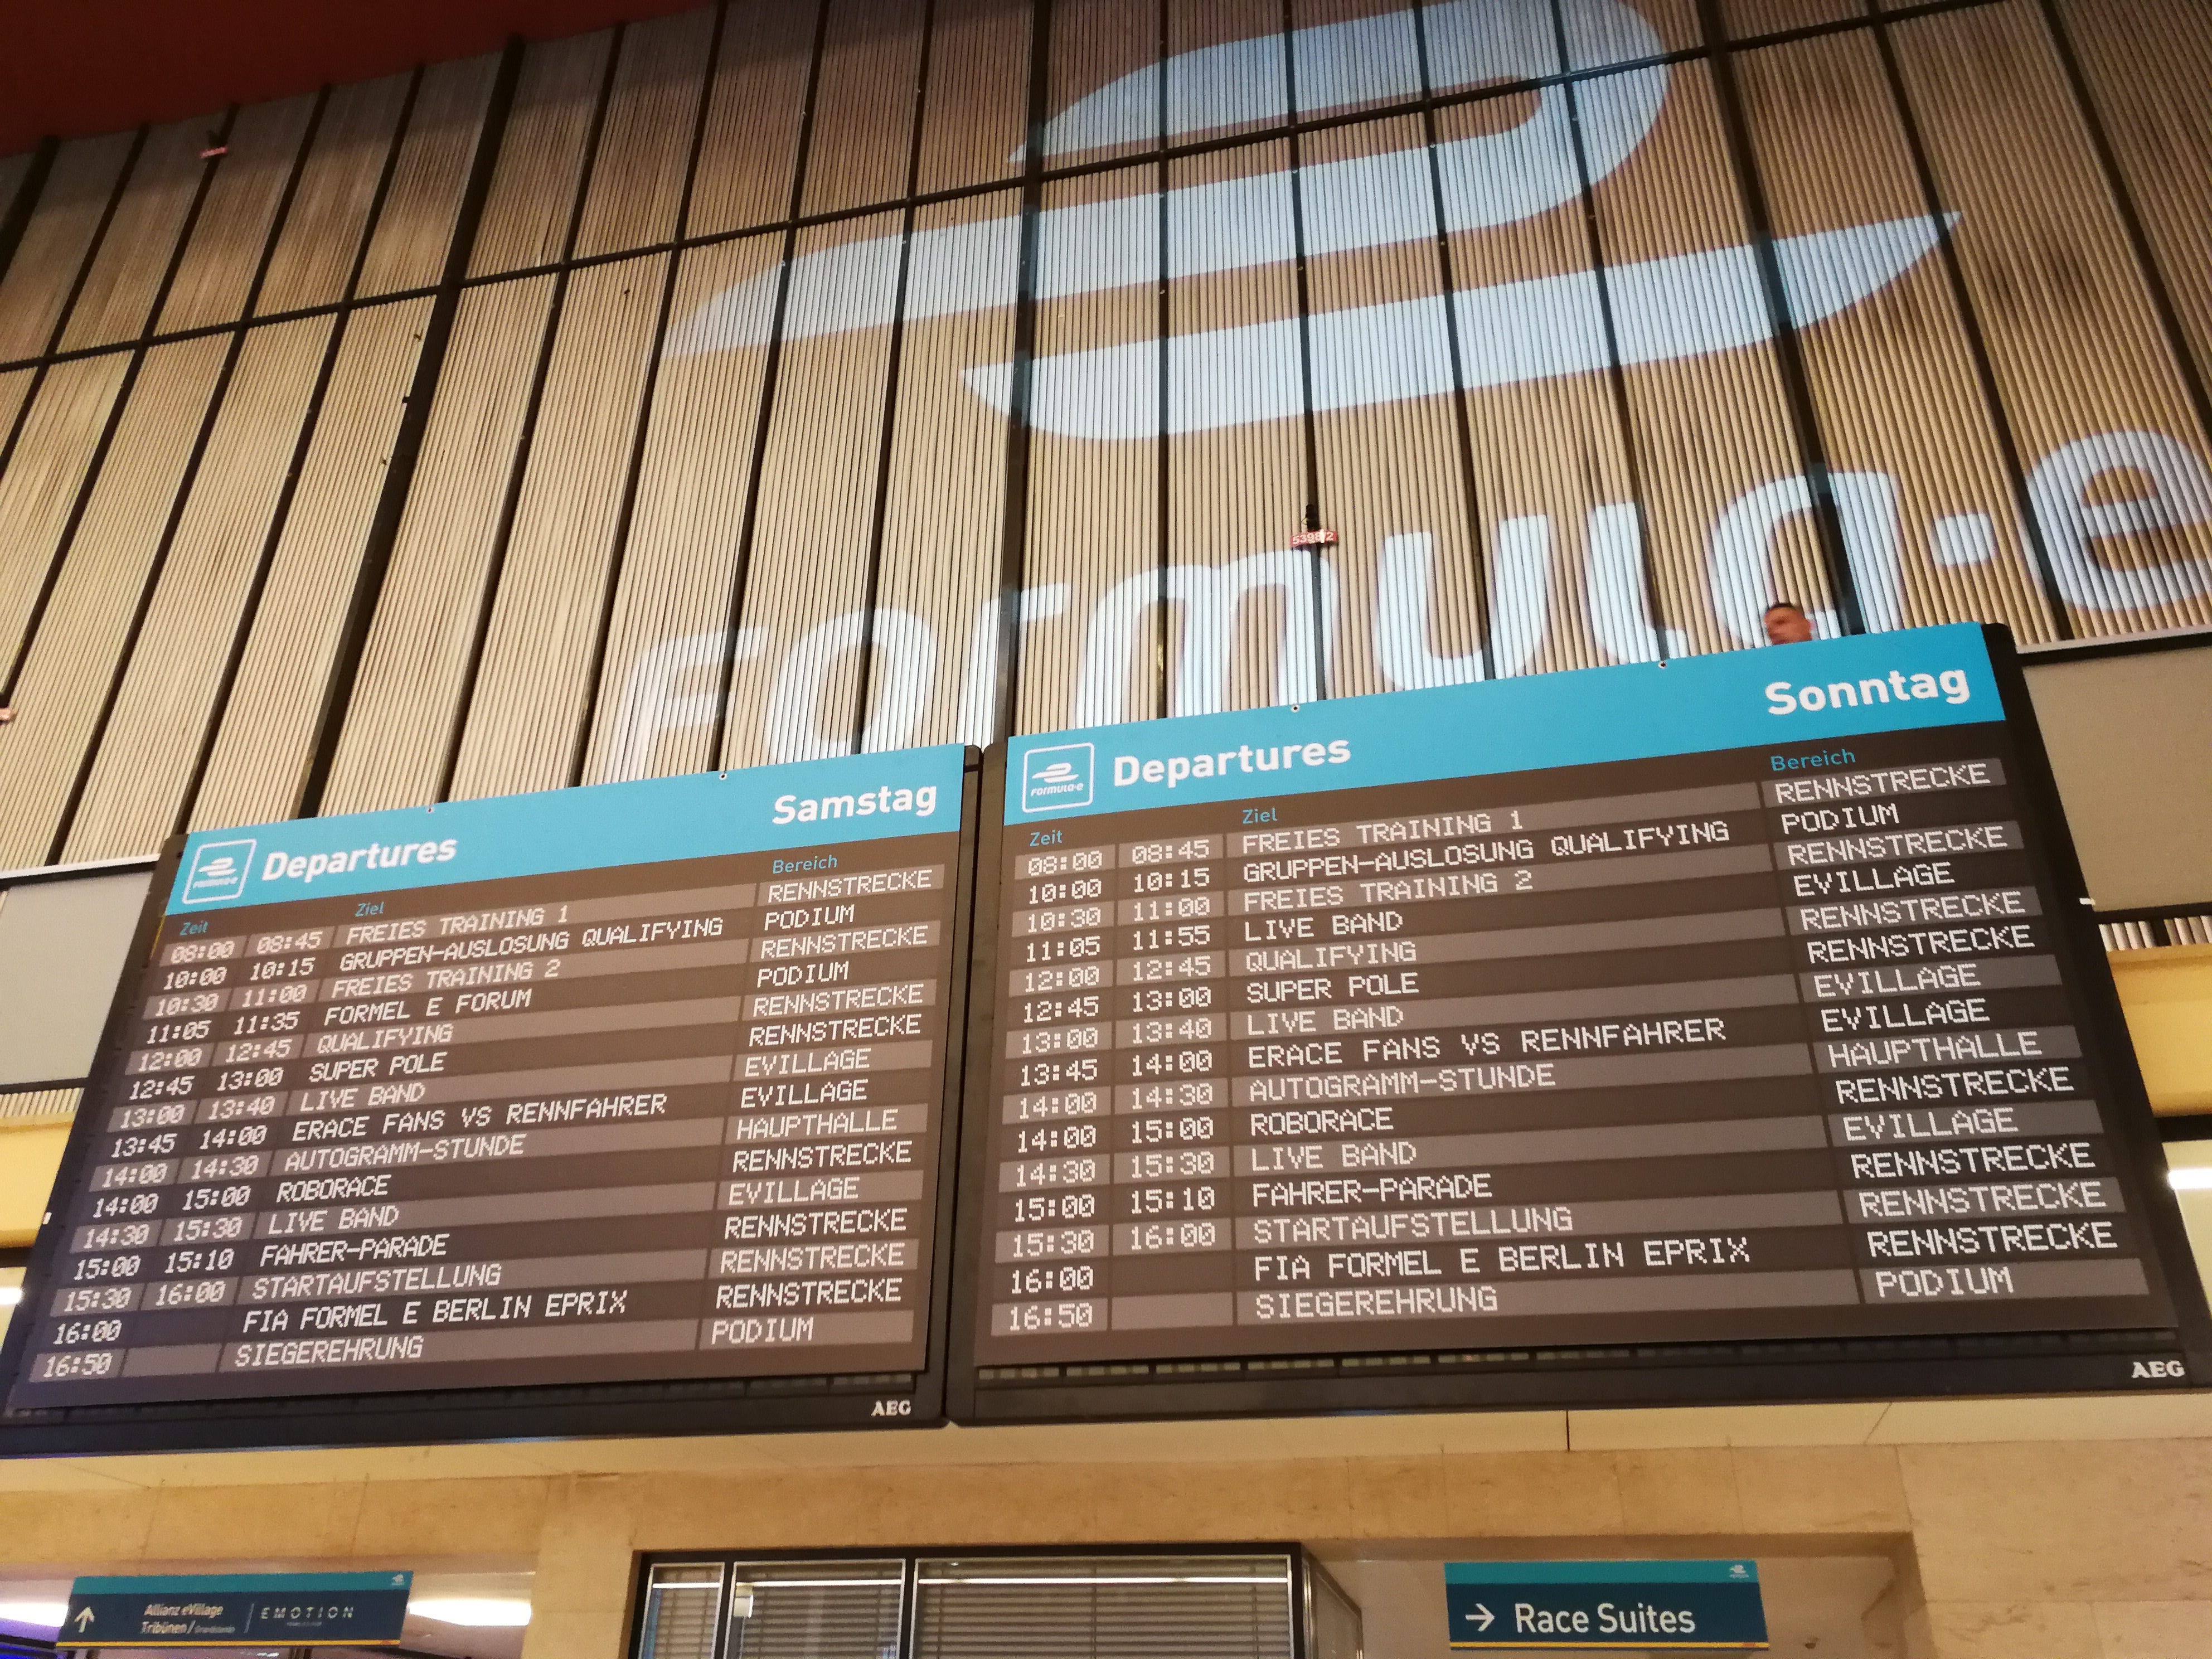 Formula-e
Departures Samstag
Formula-e
Zeit Ziel Bereich
08:00 08:45 FREIES TRAINING 1 RENNSTRECKE
10:00 10:15 GRUPPEN-AUSLOSUNG QUALIFYING PODIUM
10:30 11:00 FREIES TRAINING 2 RENNSTRECKE
11:05 11:35 FORMEL E FORUM PODIUM
12:00 12:45 QUALIFYING RENNSTRECKE
12:45 13:00 SUPER POLE RENNSTRECKE
13:00 13:40 LIVE BAND EVILLAGE
13:45 14:00 ERACE FANS VS RENNFAHRER EVILLAGE
14:00 14:30 AUTOGRAMM-STUNDE HAUPTHALLE
14:00 15:00 ROBORACE RENNSTRECKE
14:30 15:30 LIVE BAND EVILLAGE
15:00 15:10 FAHRER-PARADE RENNSTRECKE
15:30 16:00 STARTAUFSTELLUNG RENNSTRECKE
16:00 FIA FORMEL E BERLIN EPRIX RENNSTRECKE
16:50 SIEGEREHRUNG PODIUM
AEG
Departures Sonntag
Formula-e
Zeit Ziel Bereich
08:00 08:45 FREIES TRAINING 1 RENNSTRECKE
10:00 10:15 GRUPPEN-AUSLOSUNG QUALIFYING PODIUM
10:30 11:00 FREIES TRAINING 2 RENNSTRECKE
11:05 11:55 LIVE BAND EVILLAGE
12:00 12:45 QUALIFYING RENNSTRECKE
12:45 13:00 SUPER POLE RENNSTRECKE
13:00 13:40 LIVE BAND EVILLAGE
13:45 14:00 ERACE FANS VS RENNFAHRER EVILLAGE
14:00 14:30 AUTOGRAMM-STUNDE HAUPTHALLE
14:00 15:00 ROBORACE RENNSTRECKE
14:30 15:30 LIVE BAND EVILLAGE
15:00 15:10 FAHRER-PARADE RENNSTRECKE
15:30 16:00 STARTAUFSTELLUNG RENNSTRECKE
16:00 FIA FORMEL E BERLIN EPRIX RENNSTRECKE
16:50 SIEGEREHRUNG PODIUM
AEG
Allianz eVillage
Tribünen / Grandstands
EMOTION
Race Suites